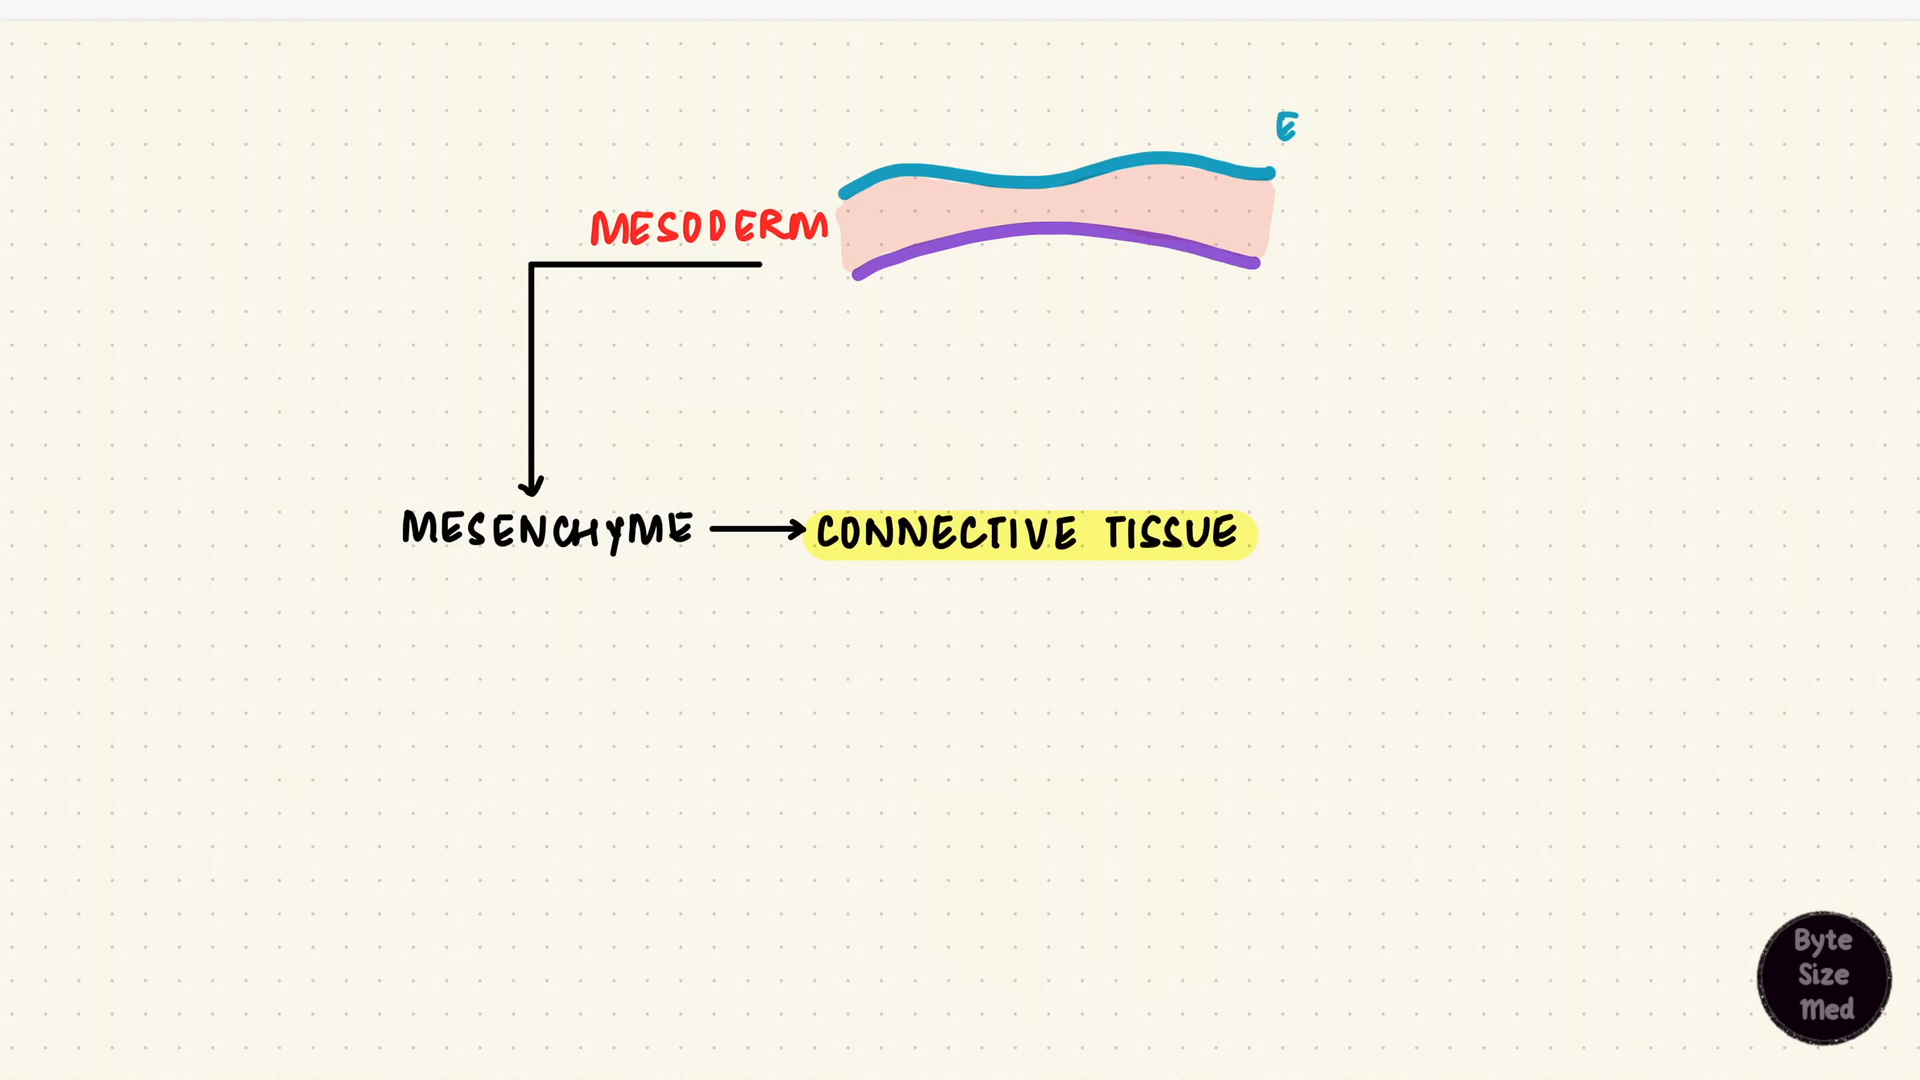 E
MESODERM
MESENCHYME → CONNECTIVE TISSUE
Byte
Size
Med